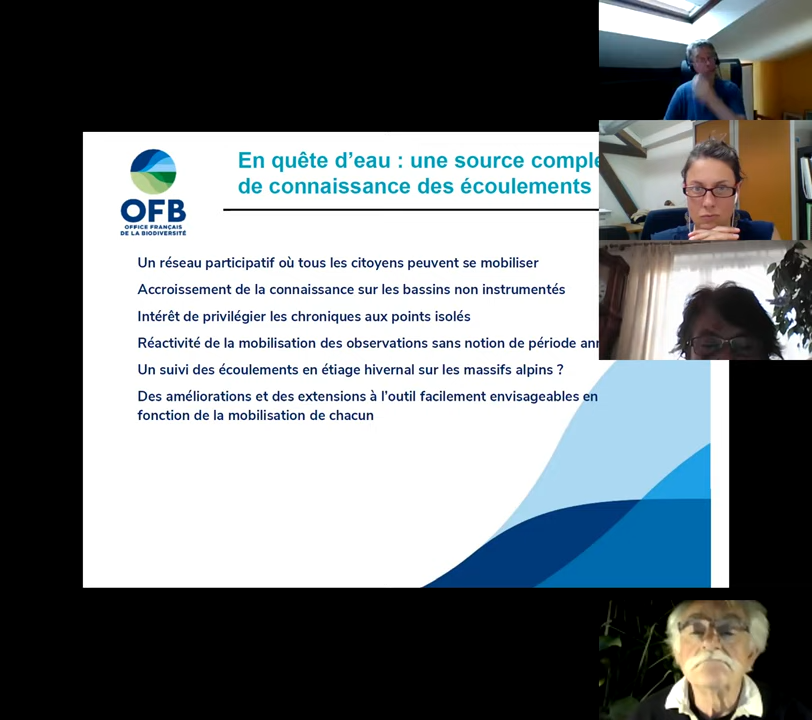 En quête d'eau : une source
de connaissance des écoulements
OFB
OFFICE FRANÇAIS
DE LA BIODIVERSITÉ
Un réseau participatif où tous les citoyens peuvent se mobiliser
Accroissement de la connaissance sur les bassins non instrumentés
Intérêt de privilégier les chroniques aux points isolés
Réactivité de la mobilisation des observations sans notion de période
Un suivi des écoulements en étiage hivernal sur les massifs alpins ?
Des améliorations et des extensions à l'outil facilement envisageables en
fonction de la mobilisation de chacun